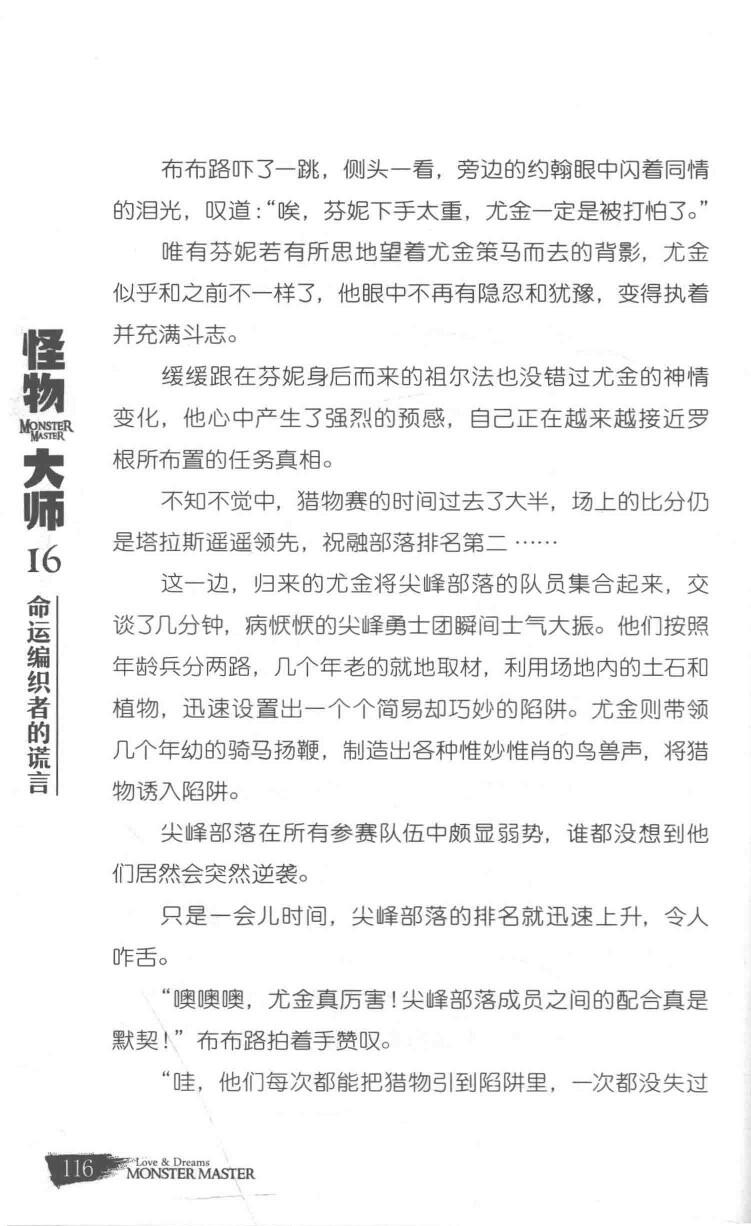 布布路吓了一跳，侧头一看，旁边的约翰眼中闪着同情
的泪光，叹道：“唉，芬妮下手太重，尤金一定是被打怕了。”
唯有芬妮若有所思地望着尤金策马而去的背影，尤金
似乎和之前不一样了，他眼中不再有隐忍和犹豫，变得执着
并充满斗志。
缓缓跟在芬妮身后而来的祖尔法也没错过尤金的神情
变化，他心中产生了强烈的预感，自己正在越来越接近罗
根所布置的任务真相。
不知不觉中，猎物赛的时间过去了大半，场上的比分仍
是塔拉斯遥遥领先，祝融部落排名第二……
这一边，归来的尤金将尖峰部落的队员集合起来，交
谈了几分钟，病恹恹的尖峰勇士团瞬间士气大振。他们按照
年龄兵分两路，几个年老的就地取材，利用场地内的土石和
植物，迅速设置出一个个简易却巧妙的陷阱。尤金则带领
几个年幼的骑马扬鞭，制造出各种惟妙惟肖的鸟兽声，将猎
物诱入陷阱。
尖峰部落在所有参赛队伍中颇显弱势，谁都没想到他
们居然会突然逆袭。
只是一会儿时间，尖峰部落的排名就迅速上升，令人
咋舌。
“噢噢噢，尤金真厉害！尖峰部落成员之间的配合真是
默契！”布布路拍着手赞叹。
“哇，他们每次都能把猎物引到陷阱里，一次都没失过
怪物
MONSTER
MASTER
大师
16
命运编织者的谎言
116
Love & Dreams
MONSTER MASTER